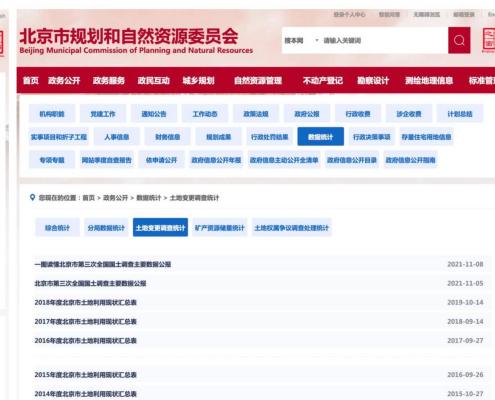 登录个人中心 智能问答 无障碍浏览 邮箱登录 En
北京市规划和自然资源委员会
Beijing Municipal Commission of Planning and Natural Resources
搜本网 请输入关键词
首页 政务公开 政务服务 政民互动 城乡规划 自然资源管理 不动产登记 勘察设计 测绘地理信息 标准管
机构职能 党建工作 通知公告 工作动态 政策法规 政府公报 行政收费 涉企收费 计划总结
实事项目和折子工程 人事信息 财务信息 规划成果 行政处罚结果 数据统计 行政决策事项 存量住宅用地信息
专项专题 网站季度自查报告 依申请公开 政府信息公开年报 政府信息主动公开全清单 政府信息公开目录 政府信息公开指南
您现在的位置：首页 > 政务公开 > 数据统计 > 土地变更调查统计
综合统计 分局数据统计 土地变更调查统计 矿产资源储量统计 土地权属争议调查处理统计
一图读懂北京市第三次全国国土调查主要数据公报 2021-11-08
北京市第三次全国国土调查主要数据公报 2021-11-05
2018年度北京市土地利用现状汇总表 2019-10-14
2017年度北京市土地利用现状汇总表 2018-09-14
2016年度北京市土地利用现状汇总表 2017-09-27
2015年度北京市土地利用现状汇总表 2016-09-26
2014年度北京市土地利用现状汇总表 2015-10-27